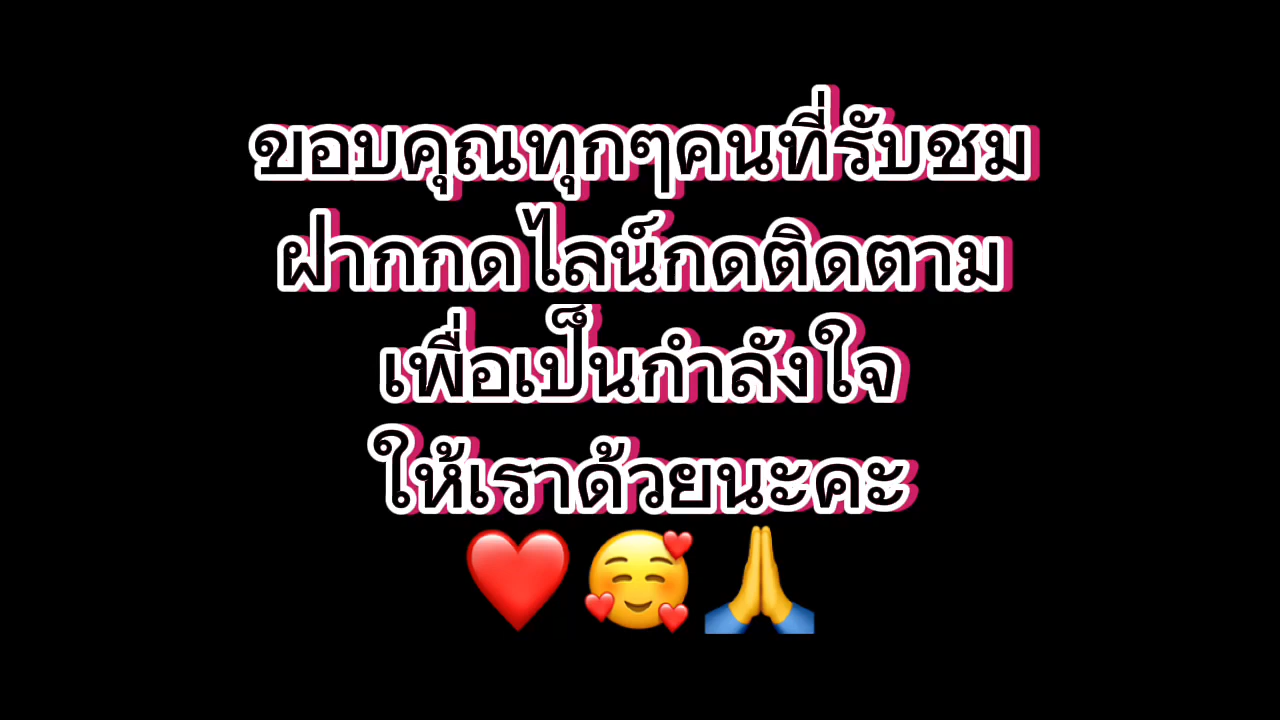 ขอบคุณทุกๆคนที่รับชม
ฝากกดไลน์กดติดตาม
เพื่อเป็นกำลังใจ
ให้เราด้วยนะคะ
❤️🥰🙏